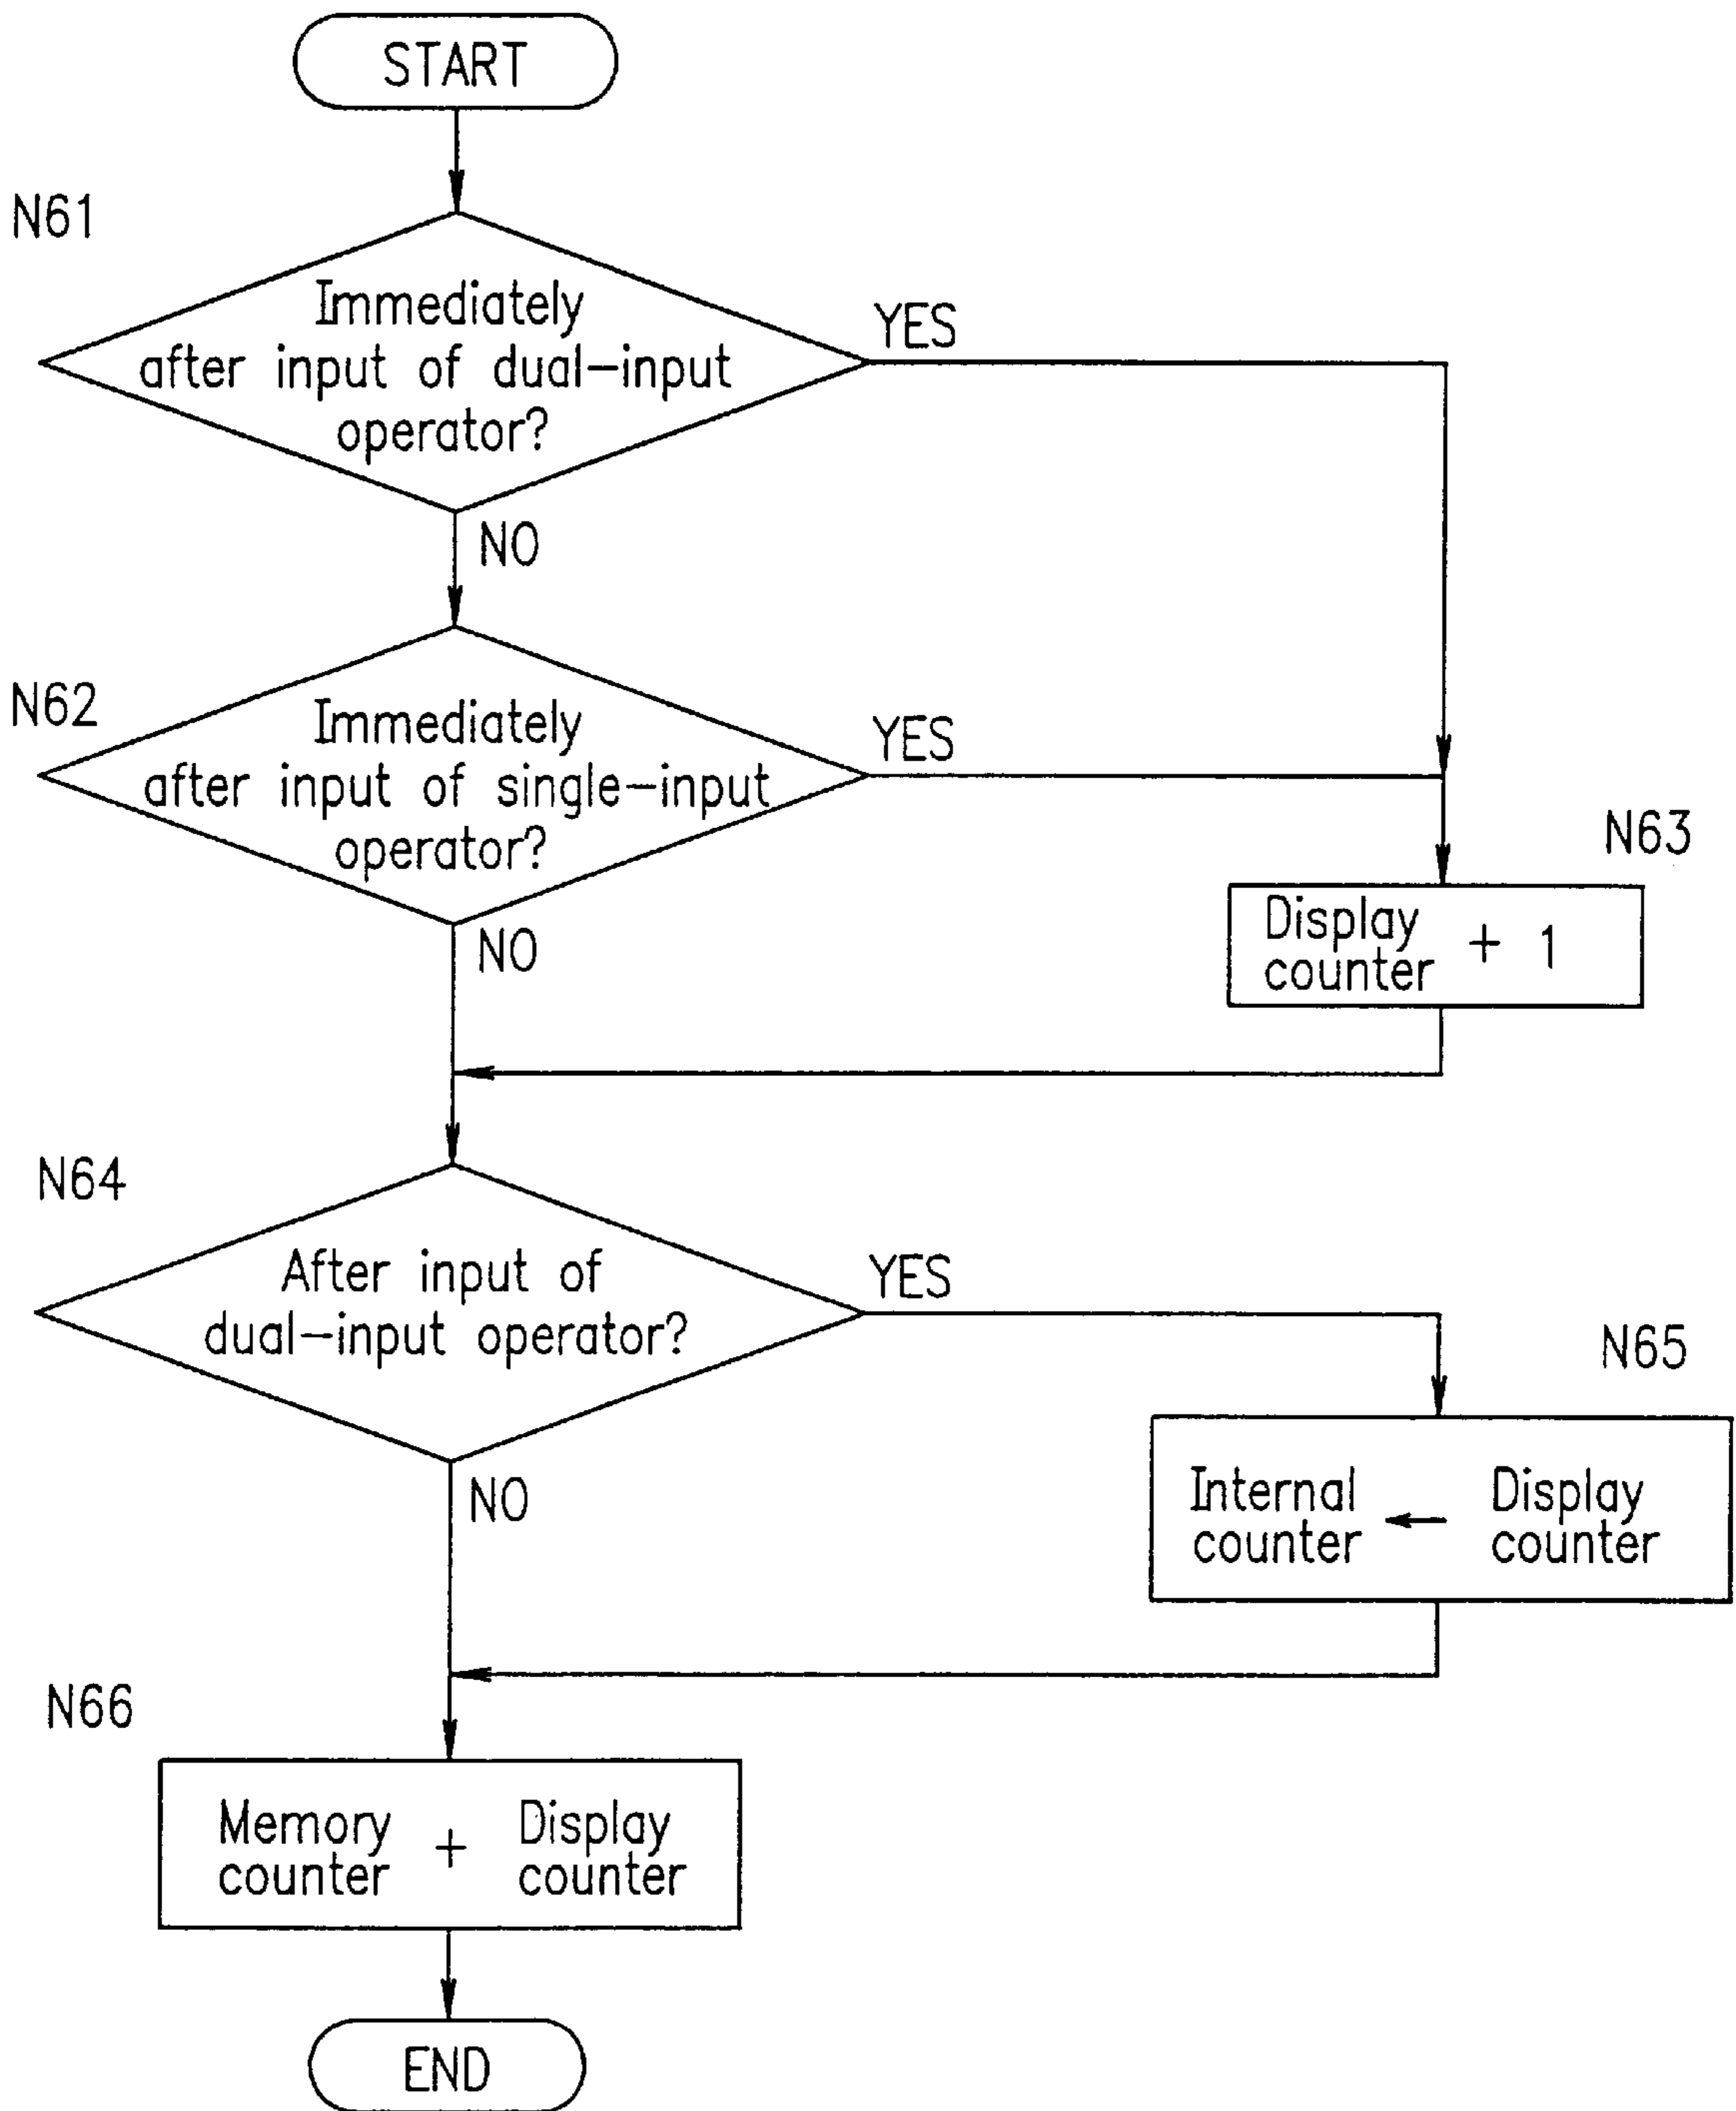 START
N61
Immediately
after input of dual-input
operator?
YES
NO
N62
Immediately
after input of single-input
operator?
YES
N63
Display
counter + 1
NO
N64
After input of
dual-input operator?
YES
N65
Internal
counter ← Display
counter
NO
N66
Memory
counter + Display
counter
END